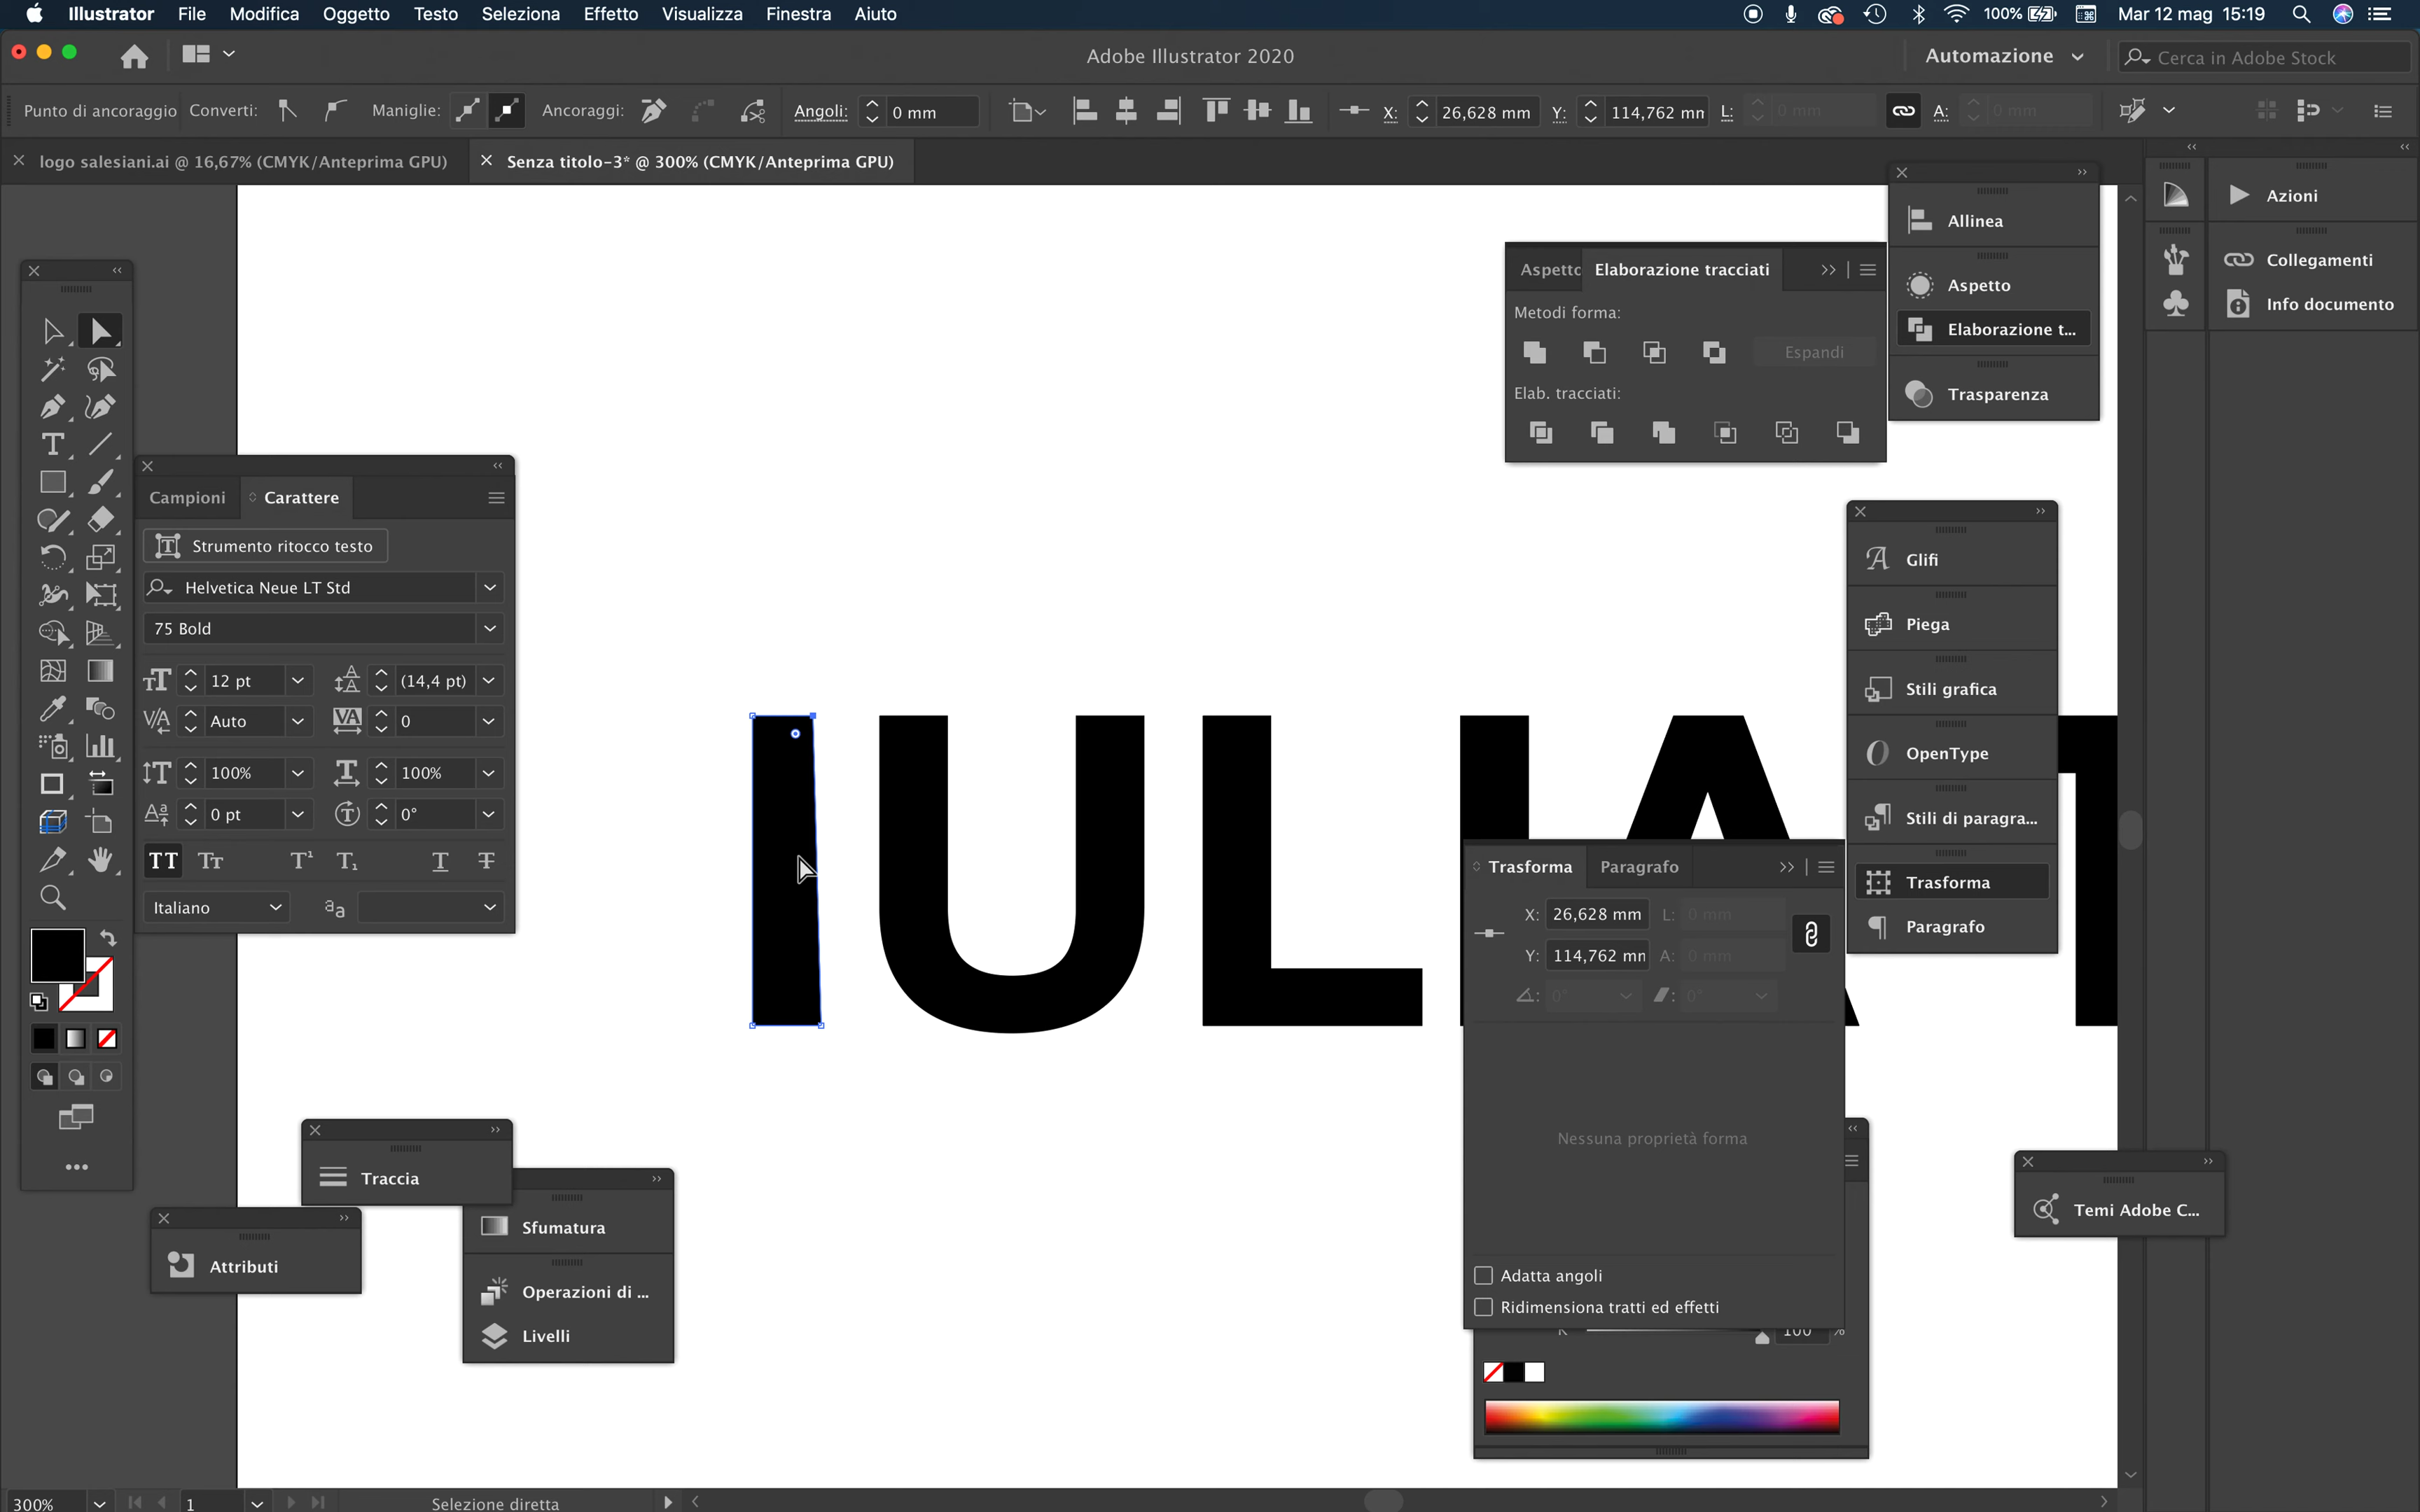 Illustrator File Modifica Oggetto Testo Seleziona Effetto Visualizza Finestra Aiuto 100% Mar 12 mag 15:19
Adobe Illustrator 2020 Automazione Cerca in Adobe Stock
Punto di ancoraggio Converti: Maniglie: Ancoraggi: Angoli: 0 mm X: 26,628 mm Y: 114,762 mm L: 0 mm A: 0 mm
logo salesiani.ai @ 16,67% (CMYK/Anteprima GPU) Senza titolo-3* @ 300% (CMYK/Anteprima GPU)
Azioni
Collegamenti
Info documento
Allinea
Aspetto
Elaborazione t...
Trasparenza
Aspetto Elaborazione tracciati
Metodi forma:
Espandi
Elab. tracciati:
Campioni Carattere
Strumento ritocco testo
Helvetica Neue LT Std
75 Bold
12 pt (14,4 pt)
Auto 0
100% 100%
0 pt 0°
Italiano
Glifi
Piega
Stili grafica
OpenType
Stili di paragra...
Trasforma
Paragrafo
IULIA
Trasforma Paragrafo
X: 26,628 mm L: 0 mm
Y: 114,762 mm A: 0 mm
0° 0°
Nessuna proprietà forma
Adatta angoli
Ridimensiona tratti ed effetti
K 100 %
Traccia
Attributi
Sfumatura
Operazioni di ...
Livelli
Temi Adobe C...
300% 1 Selezione diretta